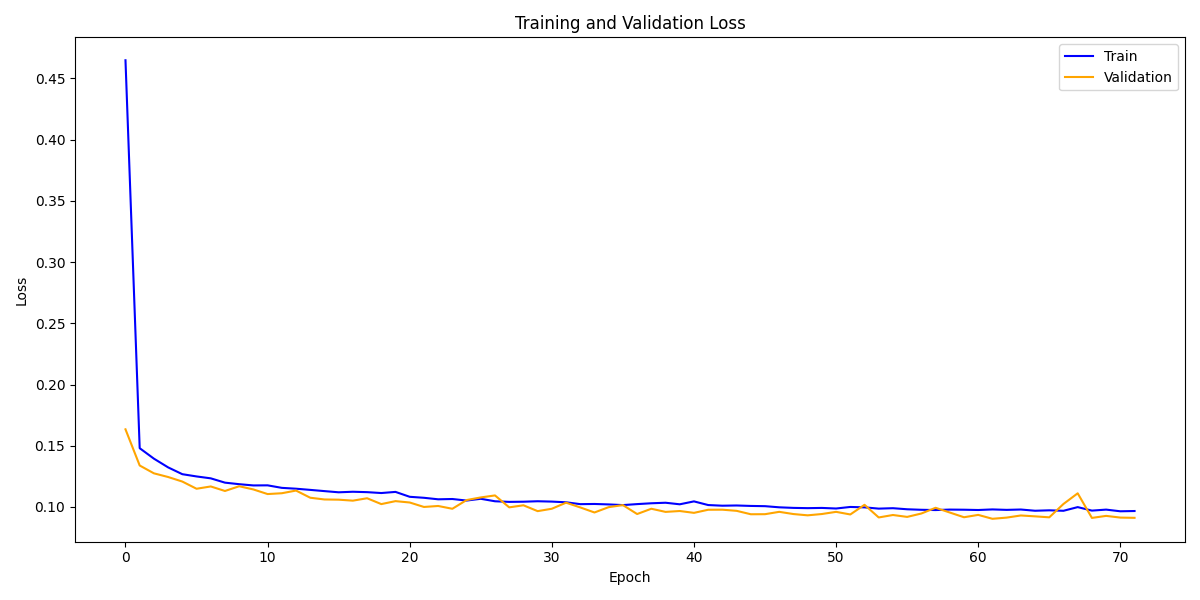 Training and Validation Loss
Train
Validation
0.45
0.40
0.35
0.30
0.25
0.20
0.15
0.10
Loss
0 10 20 30 40 50 60 70
Epoch